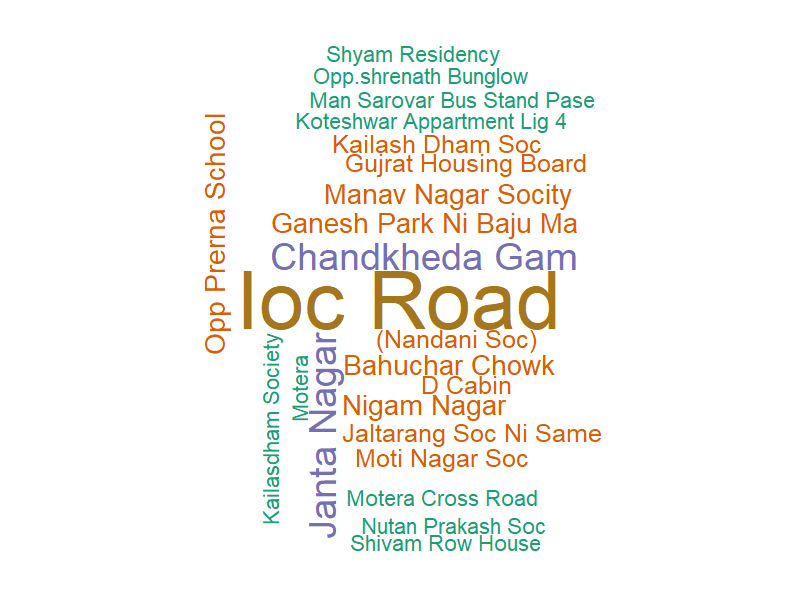 Shyam Residency
Opp.shrenath Bunglow
Man Sarovar Bus Stand Pase
Koteshwar Appartment Lig 4
Kailash Dham Soc
Gujrat Housing Board
Manav Nagar Socity
Ganesh Park Ni Baju Ma
Chandkheda Gam
Opp Prerna School
Ioc Road
(Nandani Soc)
Bahuchar Chowk
D Cabin
Nigam Nagar
Jaltarang Soc Ni Same
Moti Nagar Soc
Kailasdham Society
Motera
Janta Nagar
Motera Cross Road
Nutan Prakash Soc
Shivam Row House